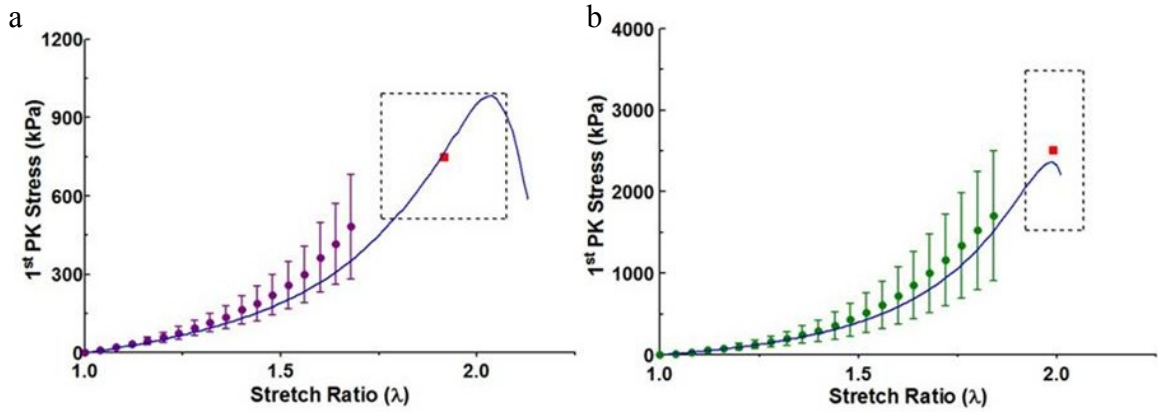 a
1200
900
600
300
0
1st PK Stress (kPa)
1.0 1.5 2.0
Stretch Ratio (λ)
b
4000
3000
2000
1000
0
1st PK Stress (kPa)
1.0 1.5 2.0
Stretch Ratio (λ)